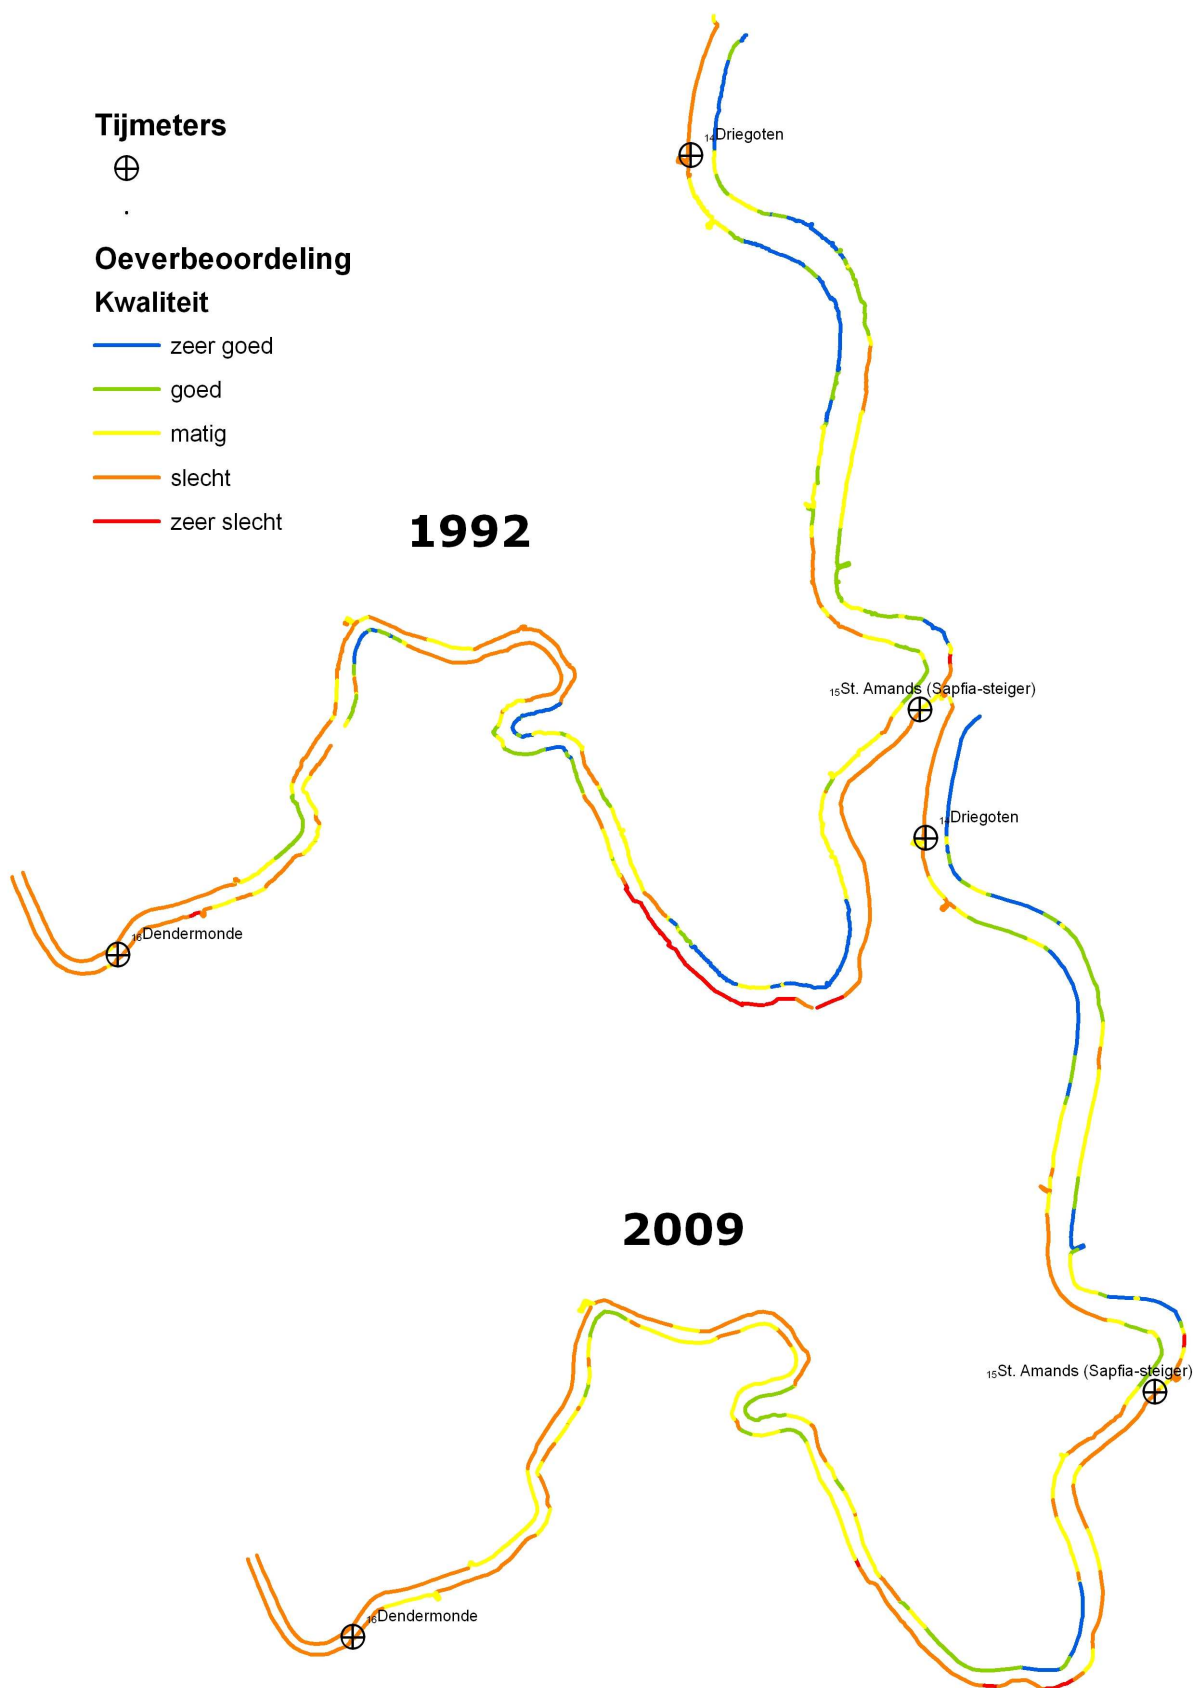 Tijmeters
Oeverbeoordeling
Kwaliteit
zeer goed
goed
matig
slecht
zeer slecht
1992
14Driegoten
15St. Amands (Sapfia-steiger)
16Dendermonde
2009
14Driegoten
15St. Amands (Sapfia-steiger)
16Dendermonde